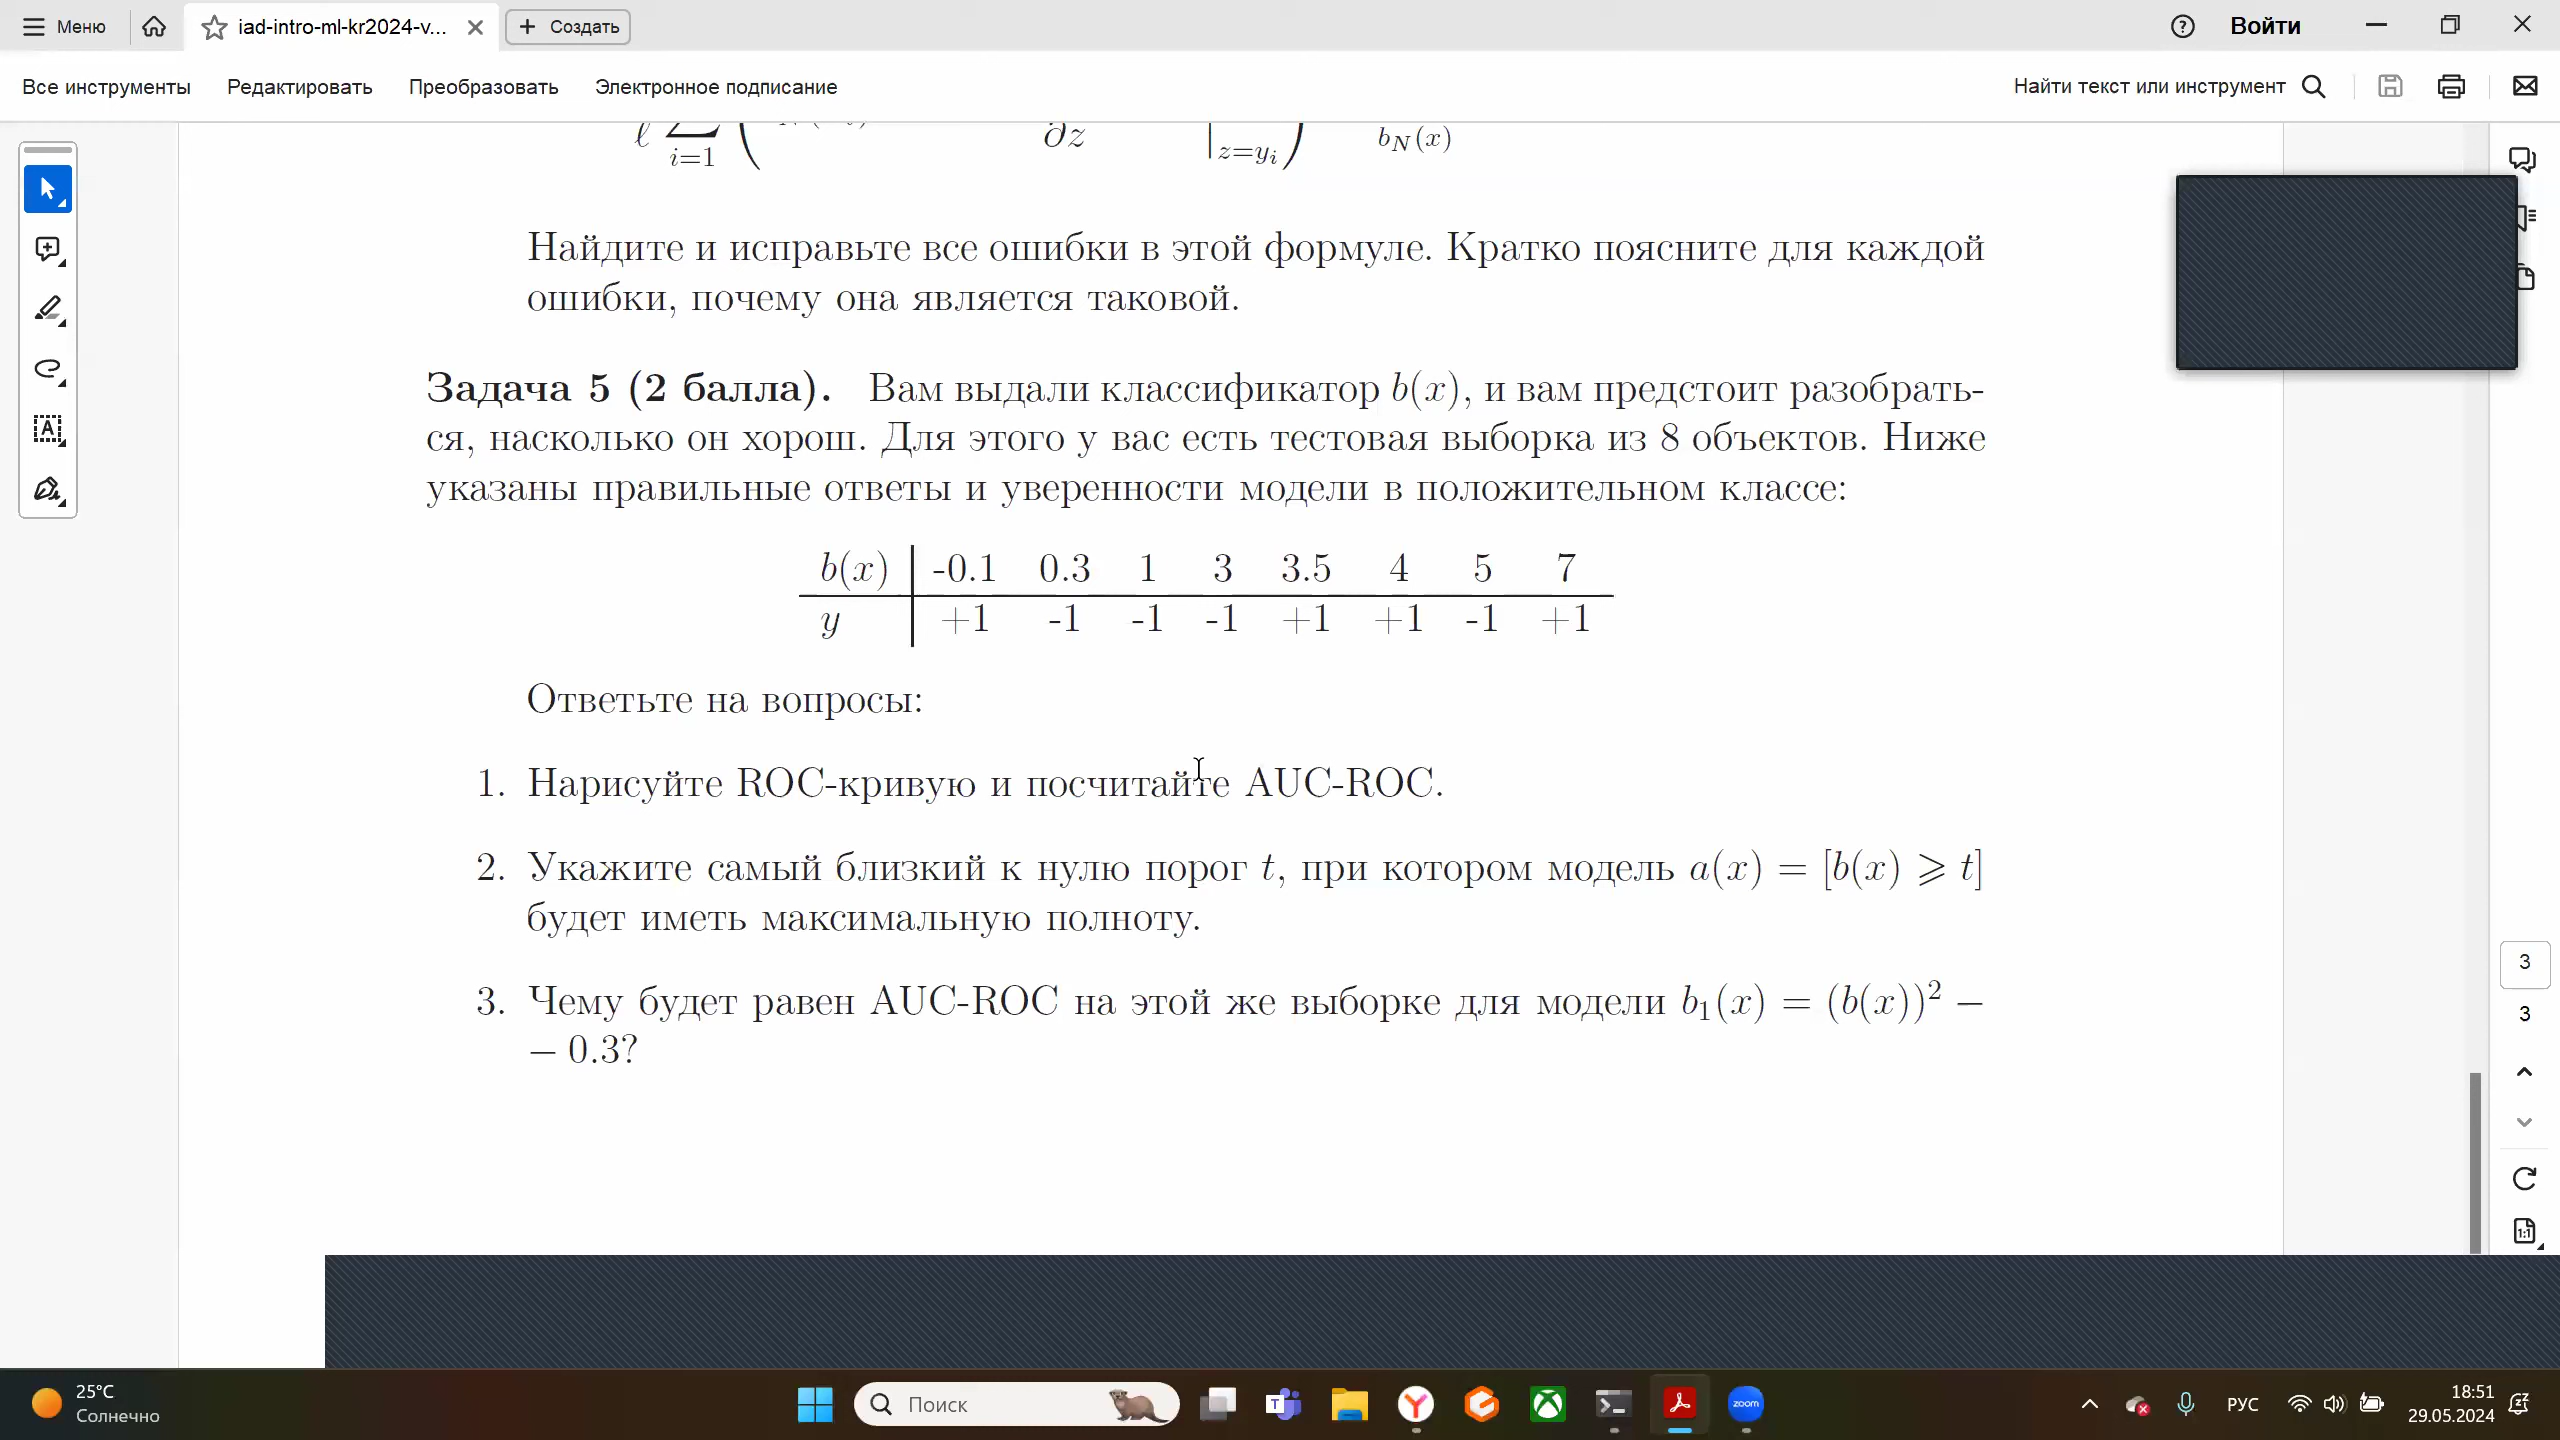 Меню
iad-intro-ml-kr2024-v...
Создать
Войти
Все инструменты
Редактировать
Преобразовать
Электронное подписание
Найти текст или инструмент
ℓ ∑ i=1 ( ∂z | z=y_i ) b_N(x)
Найдите и исправьте все ошибки в этой формуле. Кратко поясните для каждой
ошибки, почему она является таковой.
Задача 5 (2 балла). Вам выдали классификатор b(x), и вам предстоит разобрать-
ся, насколько он хорош. Для этого у вас есть тестовая выборка из 8 объектов. Ниже
указаны правильные ответы и уверенности модели в положительном классе:
b(x) -0.1 0.3 1 3 3.5 4 5 7
y +1 -1 -1 -1 +1 +1 -1 +1
Ответьте на вопросы:
1. Нарисуйте ROC-кривую и посчитайте AUC-ROC.
2. Укажите самый близкий к нулю порог t, при котором модель a(x) = [b(x) ⩾ t]
будет иметь максимальную полноту.
3. Чему будет равен AUC-ROC на этой же выборке для модели b₁(x) = (b(x))² −
− 0.3?
3
3
1:1
25°C
Солнечно
Поиск
zoom
РУС
18:51
29.05.2024